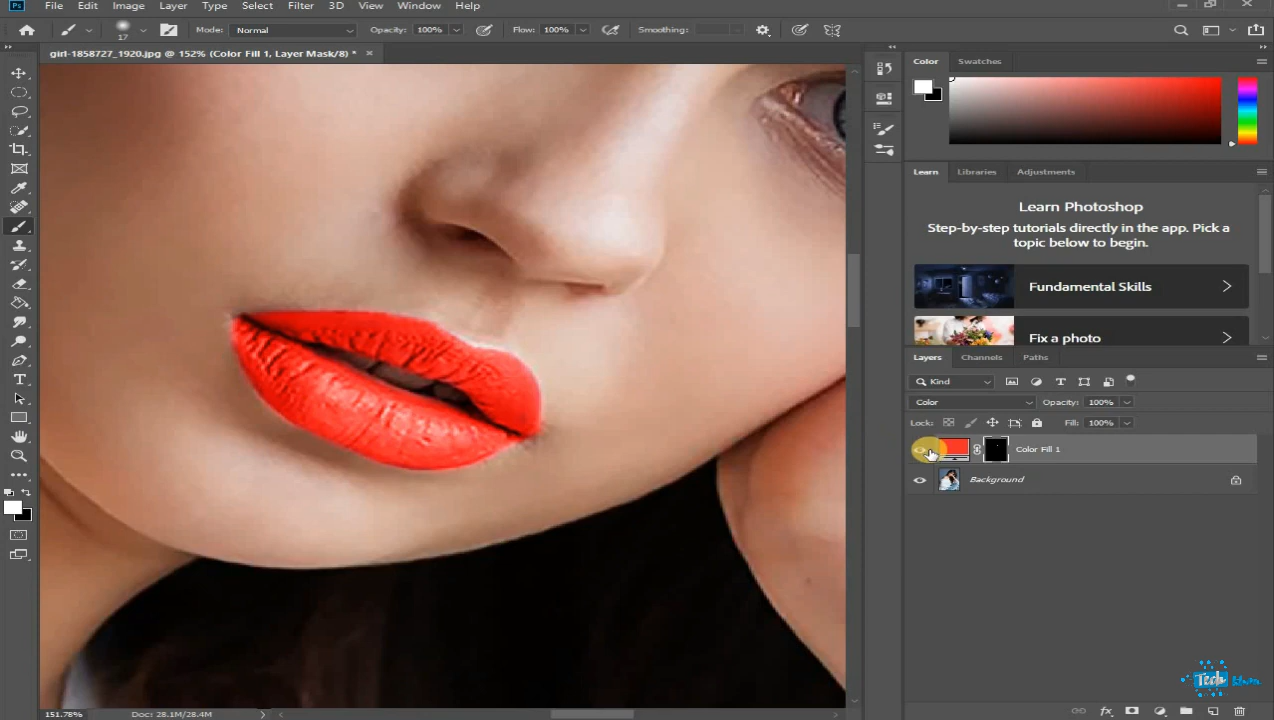 File Edit Image Layer Type Select Filter 3D View Window Help
17 Mode: Normal Opacity: 100% Flow: 100% Smoothing:
girl-1858727_1920.jpg @ 152% (Color Fill 1, Layer Mask/8) * ×
Color Swatches
Learn Libraries Adjustments
Learn Photoshop
Step-by-step tutorials directly in the app. Pick a
topic below to begin.
Fundamental Skills
Fix a photo
Layers Channels Paths
Kind
Color Opacity: 100%
Lock: Fill: 100%
Color Fill 1
Background
Tech
151.78% Doc: 28.1M/28.4M